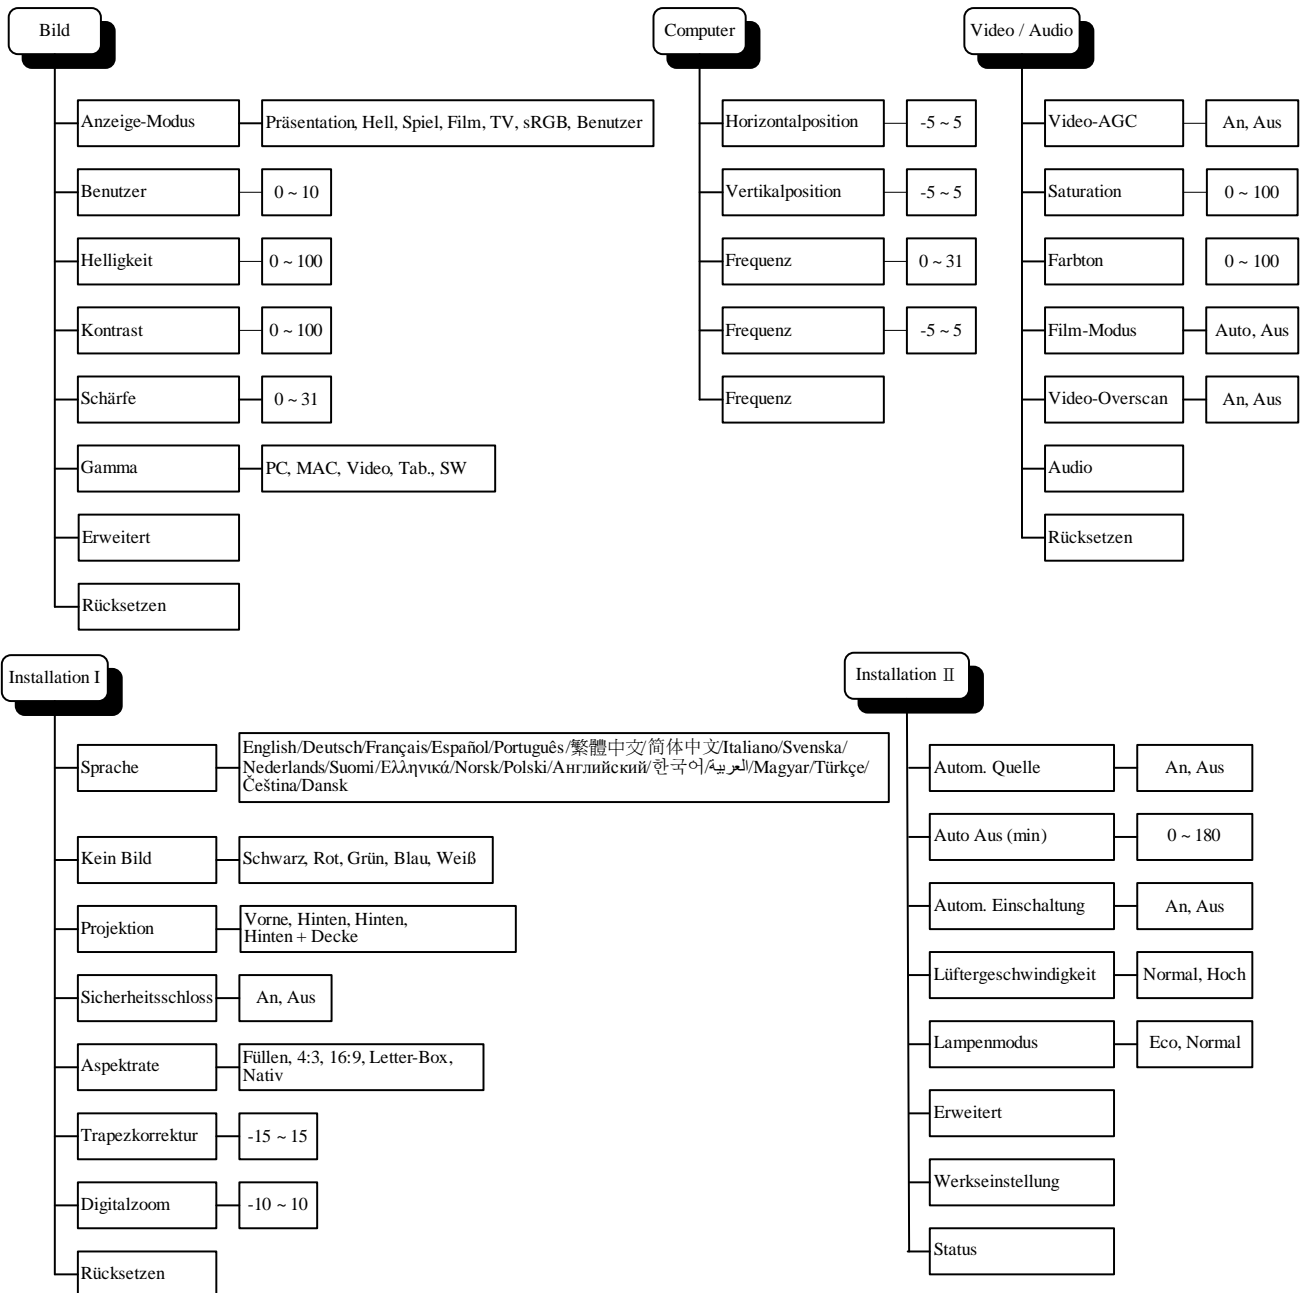 Bild
Anzeige-Modus
Präsentation, Hell, Spiel, Film, TV, sRGB, Benutzer
Benutzer
0 ~ 10
Helligkeit
0 ~ 100
Kontrast
0 ~ 100
Schärfe
0 ~ 31
Gamma
PC, MAC, Video, Tab., SW
Erweitert
Rücksetzen
Computer
Horizontalposition
-5 ~ 5
Vertikalposition
-5 ~ 5
Frequenz
0 ~ 31
Frequenz
-5 ~ 5
Frequenz
Video / Audio
Video-AGC
An, Aus
Saturation
0 ~ 100
Farbton
0 ~ 100
Film-Modus
Auto, Aus
Video-Overscan
An, Aus
Audio
Rücksetzen
Installation I
Sprache
English/Deutsch/Français/Español/Português/繁體中文/简体中文/Italiano/Svenska/
Nederlands/Suomi/Ελληνικά/Norsk/Polski/Английский/한국어/العربية/Magyar/Türkçe/
Čeština/Dansk
Kein Bild
Schwarz, Rot, Grün, Blau, Weiß
Projektion
Vorne, Hinten, Hinten,
Hinten + Decke
Sicherheitsschloss
An, Aus
Aspektrate
Füllen, 4:3, 16:9, Letter-Box,
Nativ
Trapezkorrektur
-15 ~ 15
Digitalzoom
-10 ~ 10
Rücksetzen
Installation Ⅱ
Autom. Quelle
An, Aus
Auto Aus (min)
0 ~ 180
Autom. Einschaltung
An, Aus
Lüftergeschwindigkeit
Normal, Hoch
Lampenmodus
Eco, Normal
Erweitert
Werkseinstellung
Status